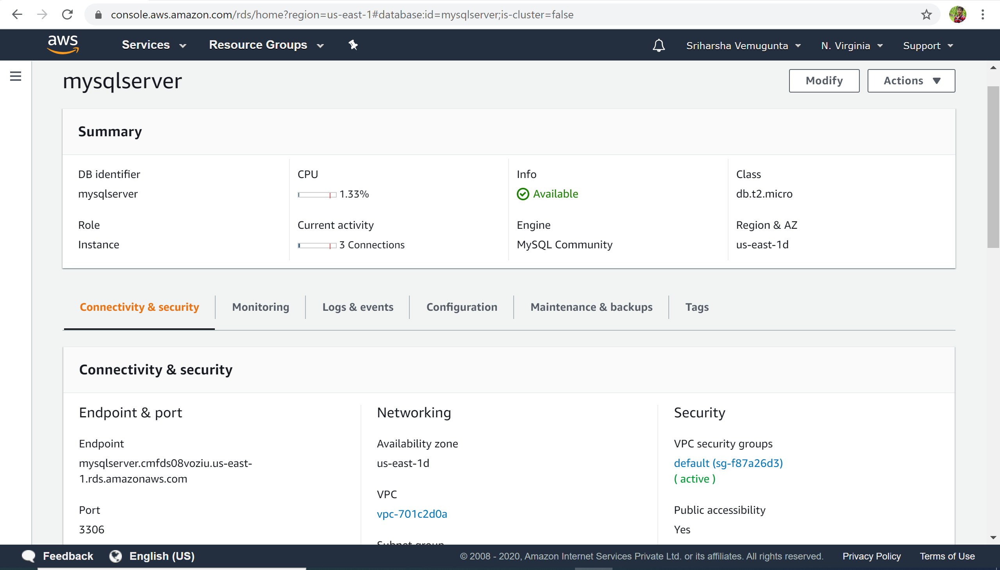 console.aws.amazon.com/rds/home?region=us-east-1#database:id=mysqlserver;is-cluster=false
aws Services Resource Groups Sriharsha Vemugunta N. Virginia Support
mysqlserver Modify Actions
Summary
DB identifier CPU Info Class
mysqlserver 1.33% Available db.t2.micro
Role Current activity Engine Region & AZ
Instance 3 Connections MySQL Community us-east-1d
Connectivity & security Monitoring Logs & events Configuration Maintenance & backups Tags
Connectivity & security
Endpoint & port
Endpoint
mysqlserver.cmfds08voziu.us-east-
1.rds.amazonaws.com
Port
3306
Networking
Availability zone
us-east-1d
VPC
vpc-701c2d0a
Subnet group
Security
VPC security groups
default (sg-f87a26d3)
( active )
Public accessibility
Yes
Feedback English (US) © 2008 - 2020, Amazon Internet Services Private Ltd. or its affiliates. All rights reserved. Privacy Policy Terms of Use